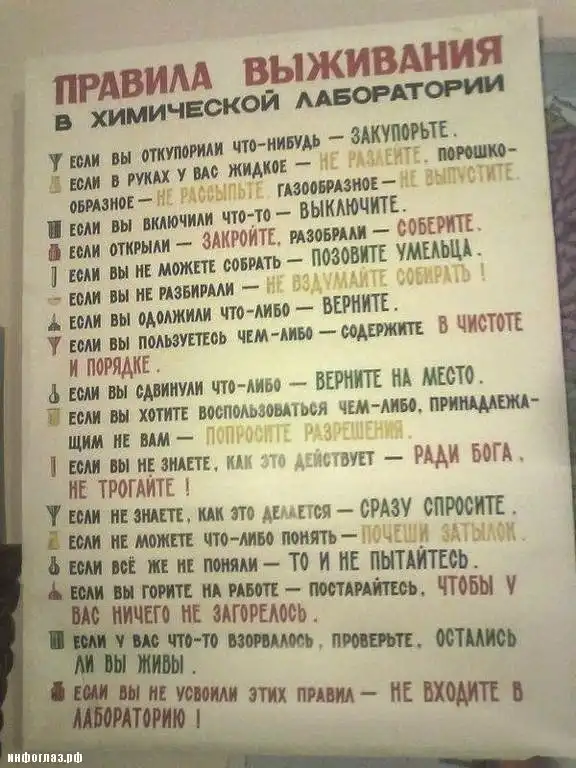 ПРАВИЛА ВЫЖИВАНИЯ
В ХИМИЧЕСКОЙ ЛАБОРАТОРИИ
ЕСЛИ ВЫ ОТКУПОРИЛИ ЧТО-НИБУДЬ — ЗАКУПОРЬТЕ.
ЕСЛИ В РУКАХ У ВАС ЖИДКОЕ — НЕ РАЗЛЕЙТЕ, ПОРОШКО-
ОБРАЗНОЕ — НЕ РАССЫПЬТЕ, ГАЗООБРАЗНОЕ — НЕ ВЫПУСТИТЕ.
ЕСЛИ ВЫ ВКЛЮЧИЛИ ЧТО-ТО — ВЫКЛЮЧИТЕ.
ЕСЛИ ОТКРЫЛИ — ЗАКРОЙТЕ, РАЗОБРАЛИ — СОБЕРИТЕ.
ЕСЛИ ВЫ НЕ МОЖЕТЕ СОБРАТЬ — ПОЗОВИТЕ УМЕЛЬЦА.
ЕСЛИ ВЫ НЕ РАЗБИРАЛИ — НЕ ВЗДУМАЙТЕ СОБИРАТЬ!
ЕСЛИ ВЫ ОДОЛЖИЛИ ЧТО-ЛИБО — ВЕРНИТЕ.
ЕСЛИ ВЫ ПОЛЬЗУЕТЕСЬ ЧЕМ-ЛИБО — СОДЕРЖИТЕ В ЧИСТОТЕ
И ПОРЯДКЕ.
ЕСЛИ ВЫ СДВИНУЛИ ЧТО-ЛИБО — ВЕРНИТЕ НА МЕСТО.
ЕСЛИ ВЫ ХОТИТЕ ВОСПОЛЬЗОВАТЬСЯ ЧЕМ-ЛИБО, ПРИНАДЛЕЖА-
ЩИМ НЕ ВАМ — ПОПРОСИТЕ РАЗРЕШЕНИЯ.
ЕСЛИ ВЫ НЕ ЗНАЕТЕ, КАК ЭТО ДЕЙСТВУЕТ — РАДИ БОГА,
НЕ ТРОГАЙТЕ!
ЕСЛИ НЕ ЗНАЕТЕ, КАК ЭТО ДЕЛАЕТСЯ — СРАЗУ СПРОСИТЕ.
ЕСЛИ НЕ МОЖЕТЕ ЧТО-ЛИБО ПОНЯТЬ — ПОЧЕШИ ЗАТЫЛОК.
ЕСЛИ ВСЁ ЖЕ НЕ ПОНЯЛИ — ТО И НЕ ПЫТАЙТЕСЬ.
ЕСЛИ ВЫ ГОРИТЕ НА РАБОТЕ — ПОСТАРАЙТЕСЬ, ЧТОБЫ У
ВАС НИЧЕГО НЕ ЗАГОРЕЛОСЬ.
ЕСЛИ У ВАС ЧТО-ТО ВЗОРВАЛОСЬ, ПРОВЕРЬТЕ, ОСТАЛИСЬ
ЛИ ВЫ ЖИВЫ.
ЕСЛИ ВЫ НЕ УСВОИЛИ ЭТИХ ПРАВИЛ — НЕ ВХОДИТЕ В
ЛАБОРАТОРИЮ!
инфоглаз.рф